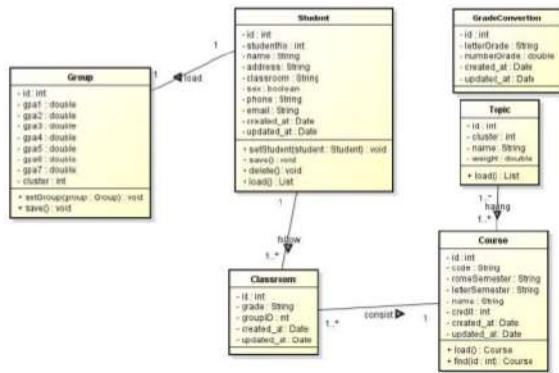 Student
- id : int
- studentNo : int
- name : String
- address : String
- classroom : String
- sex : boolean
- phone : String
- email : String
- created_at : Date
- updated_at : Date
+ setStudent(student : Student) : void
+ save() : void
+ delete() : void
+ load() : List
GradeConvertion
- id : int
- letterGrade : String
- numberGrade : double
- created_at : Date
- updated_at : Date
1
load
1
Group
- id : int
- gpa1 : double
- gpa2 : double
- gpa3 : double
- gpa4 : double
- gpa5 : double
- gpa6 : double
- gpa7 : double
- cluster : int
+ setGroup(group : Group) : void
+ save() : void
Topic
- id : int
- cluster : int
- name : String
- weight : double
+ load() : List
1
follow
1..*
1..*
1..*
Classroom
- id : int
- grade : String
- groupID : int
- created_at : Date
- updated_at : Date
1..*
consist
1
Course
- id : int
- code : String
- romeSemester : String
- letterSemester : String
- name : String
- credit : int
- created_at : Date
- updated_at : Date
+ load() : Course
+ find(id : int) : Course